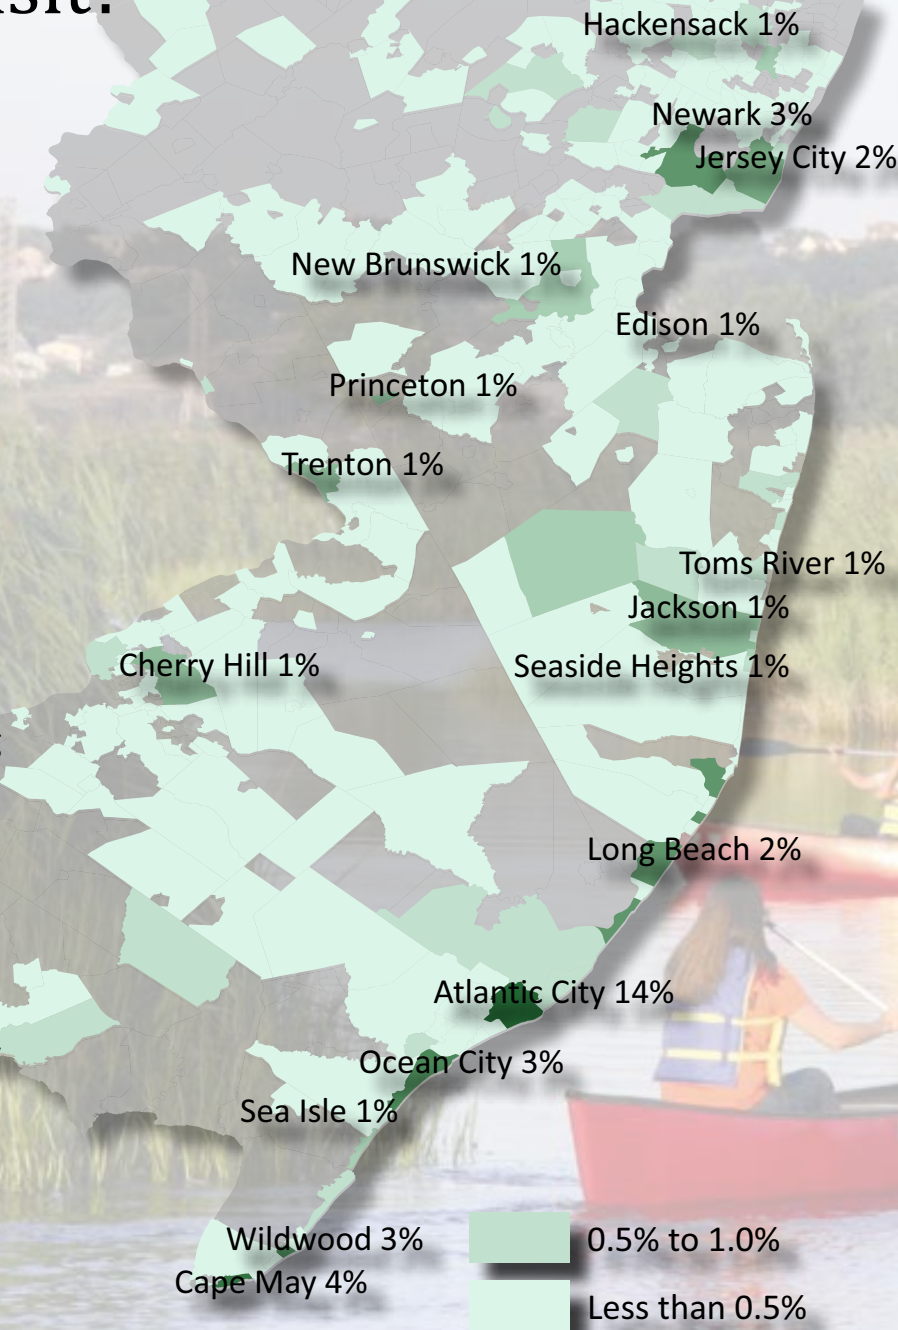 Hackensack 1%
Newark 3%
Jersey City 2%
New Brunswick 1%
Edison 1%
Princeton 1%
Trenton 1%
Toms River 1%
Jackson 1%
Cherry Hill 1%
Seaside Heights 1%
Long Beach 2%
Atlantic City 14%
Ocean City 3%
Sea Isle 1%
Wildwood 3%
0.5% to 1.0%
Cape May 4%
Less than 0.5%